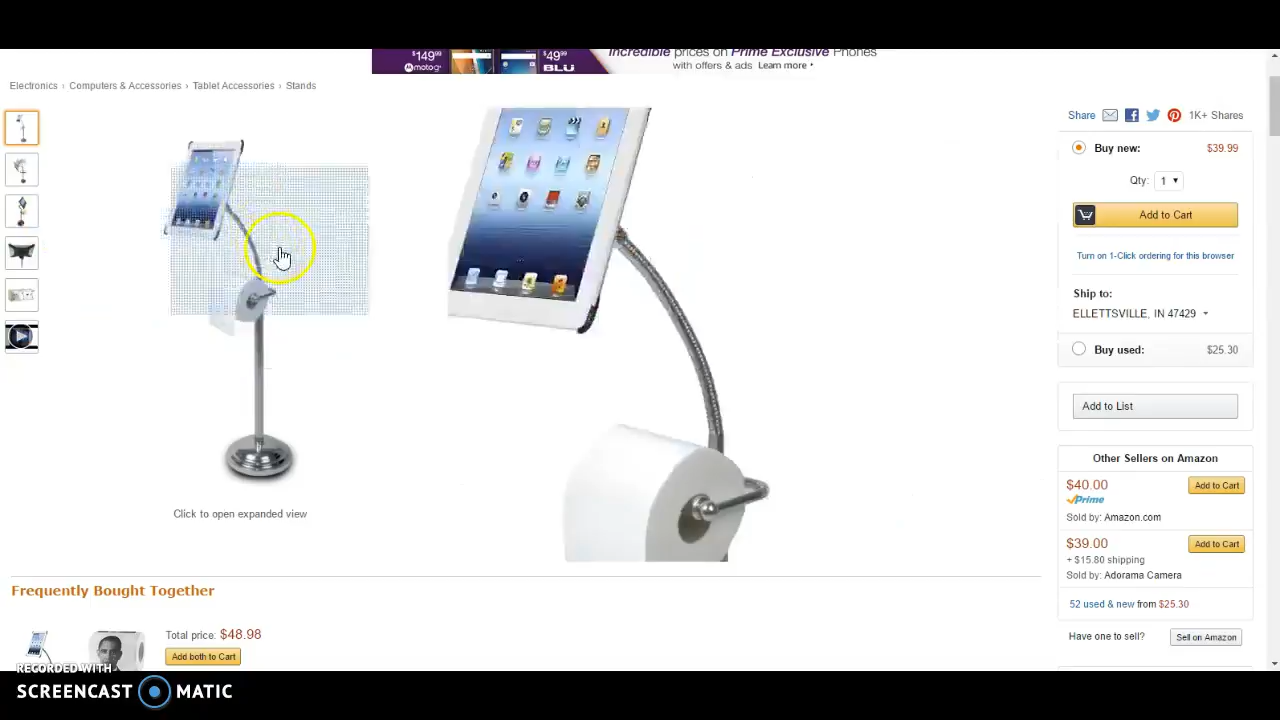 $149.99
$49.99
Incredible prices on Prime Exclusive Phones
motog
BLU
with offers & ads Learn more
Electronics › Computers & Accessories › Tablet Accessories › Stands
Share
1K+ Shares
Buy new:
$39.99
Qty: 1
Add to Cart
Turn on 1-Click ordering for this browser
Ship to:
ELLETTSVILLE, IN 47429
Buy used:
$25.30
Add to List
Other Sellers on Amazon
$40.00
Add to Cart
Prime
Sold by: Amazon.com
$39.00
Add to Cart
+ $15.80 shipping
Sold by: Adorama Camera
52 used & new from $25.30
Have one to sell?
Sell on Amazon
Click to open expanded view
Frequently Bought Together
Total price: $48.98
Add both to Cart
RECORDED WITH
SCREENCAST MATIC